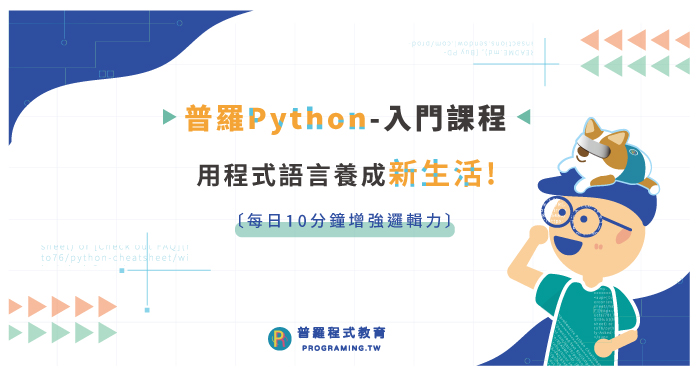 普羅Python-入門課程
用程式語言養成新生活!
〔每日10分鐘增強邏輯力〕
sheet/ or [Check out FAQ](l
to76/python-cheatsheet/wi
普羅程式教育
PROGRAMING.TW